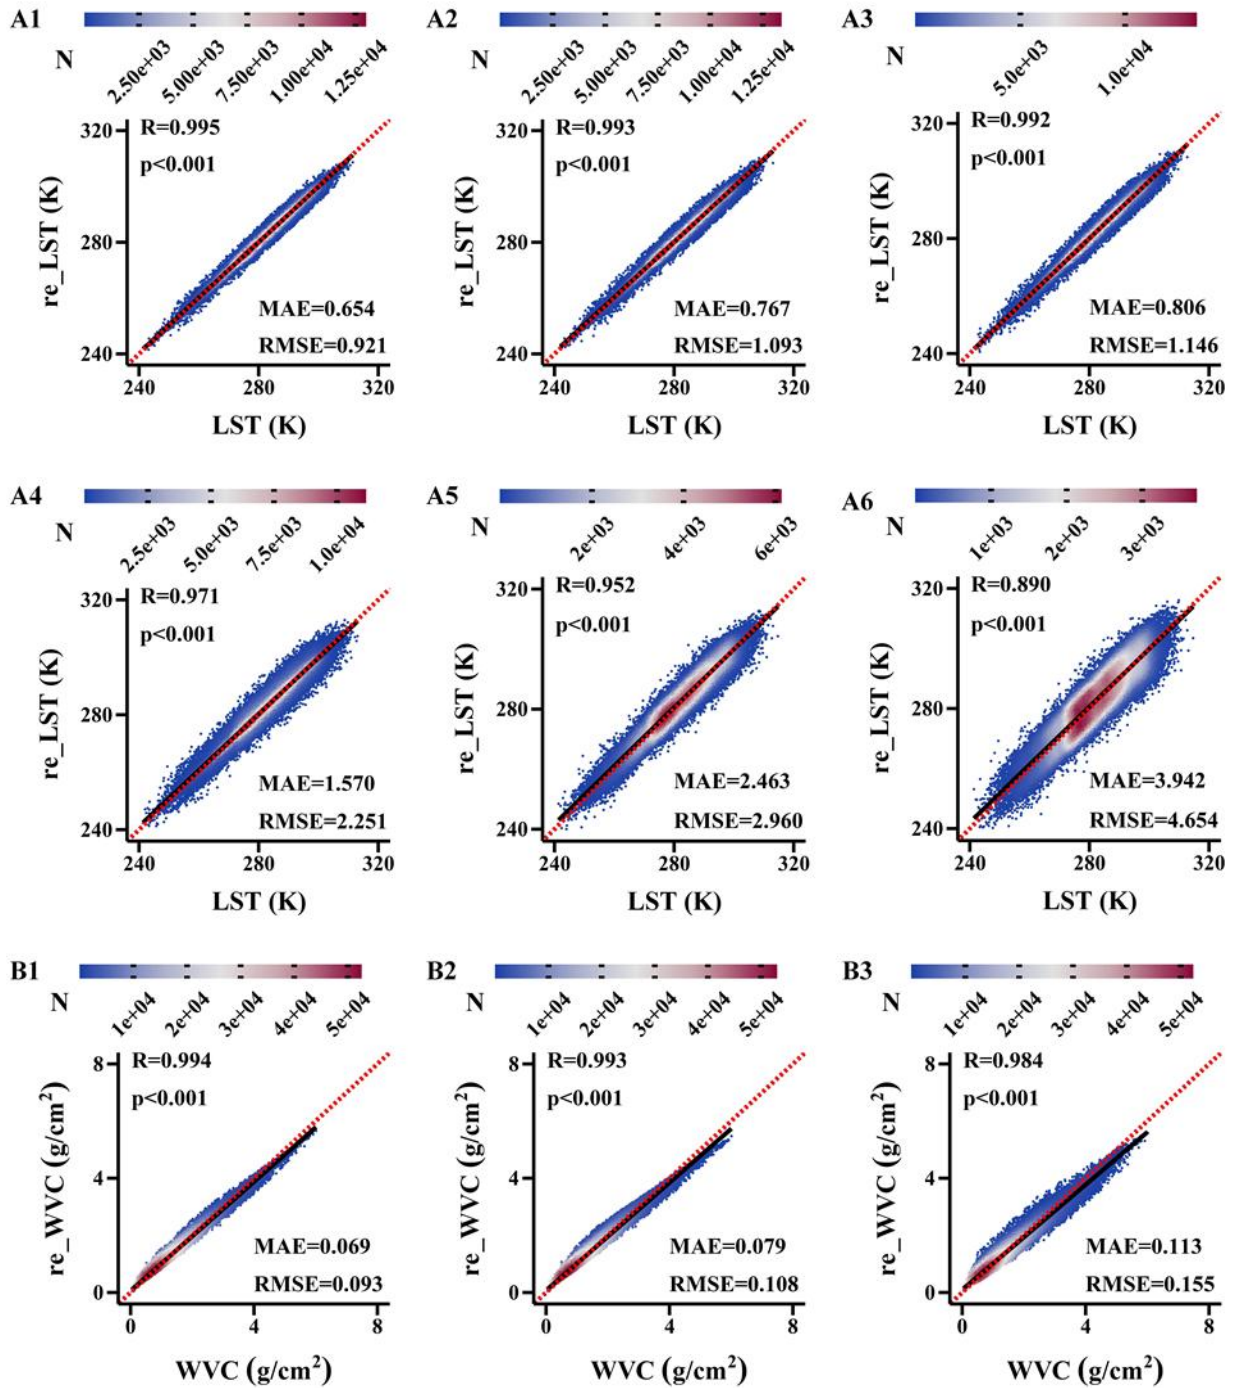 A1
N
2.50e+03
5.00e+03
7.50e+03
1.00e+04
1.25e+04
R=0.995
p<0.001
MAE=0.654
RMSE=0.921
320
280
240
re_LST (K)
240 280 320
LST (K)
A2
N
2.50e+03
5.00e+03
7.50e+03
1.00e+04
1.25e+04
R=0.993
p<0.001
MAE=0.767
RMSE=1.093
320
280
240
re_LST (K)
240 280 320
LST (K)
A3
N
5.0e+03
1.0e+04
R=0.992
p<0.001
MAE=0.806
RMSE=1.146
320
280
240
re_LST (K)
240 280 320
LST (K)
A4
N
2.5e+03
5.0e+03
7.5e+03
1.0e+04
R=0.971
p<0.001
MAE=1.570
RMSE=2.251
320
280
240
re_LST (K)
240 280 320
LST (K)
A5
N
2e+03
4e+03
6e+03
R=0.952
p<0.001
MAE=2.463
RMSE=2.960
320
280
240
re_LST (K)
240 280 320
LST (K)
A6
N
1e+03
2e+03
3e+03
R=0.890
p<0.001
MAE=3.942
RMSE=4.654
320
280
240
re_LST (K)
240 280 320
LST (K)
B1
N
1e+04
2e+04
3e+04
4e+04
5e+04
R=0.994
p<0.001
MAE=0.069
RMSE=0.093
8
4
0
re_WVC (g/cm²)
0 4 8
WVC (g/cm²)
B2
N
1e+04
2e+04
3e+04
4e+04
5e+04
R=0.993
p<0.001
MAE=0.079
RMSE=0.108
8
4
0
re_WVC (g/cm²)
0 4 8
WVC (g/cm²)
B3
N
1e+04
2e+04
3e+04
4e+04
5e+04
R=0.984
p<0.001
MAE=0.113
RMSE=0.155
8
4
0
re_WVC (g/cm²)
0 4 8
WVC (g/cm²)